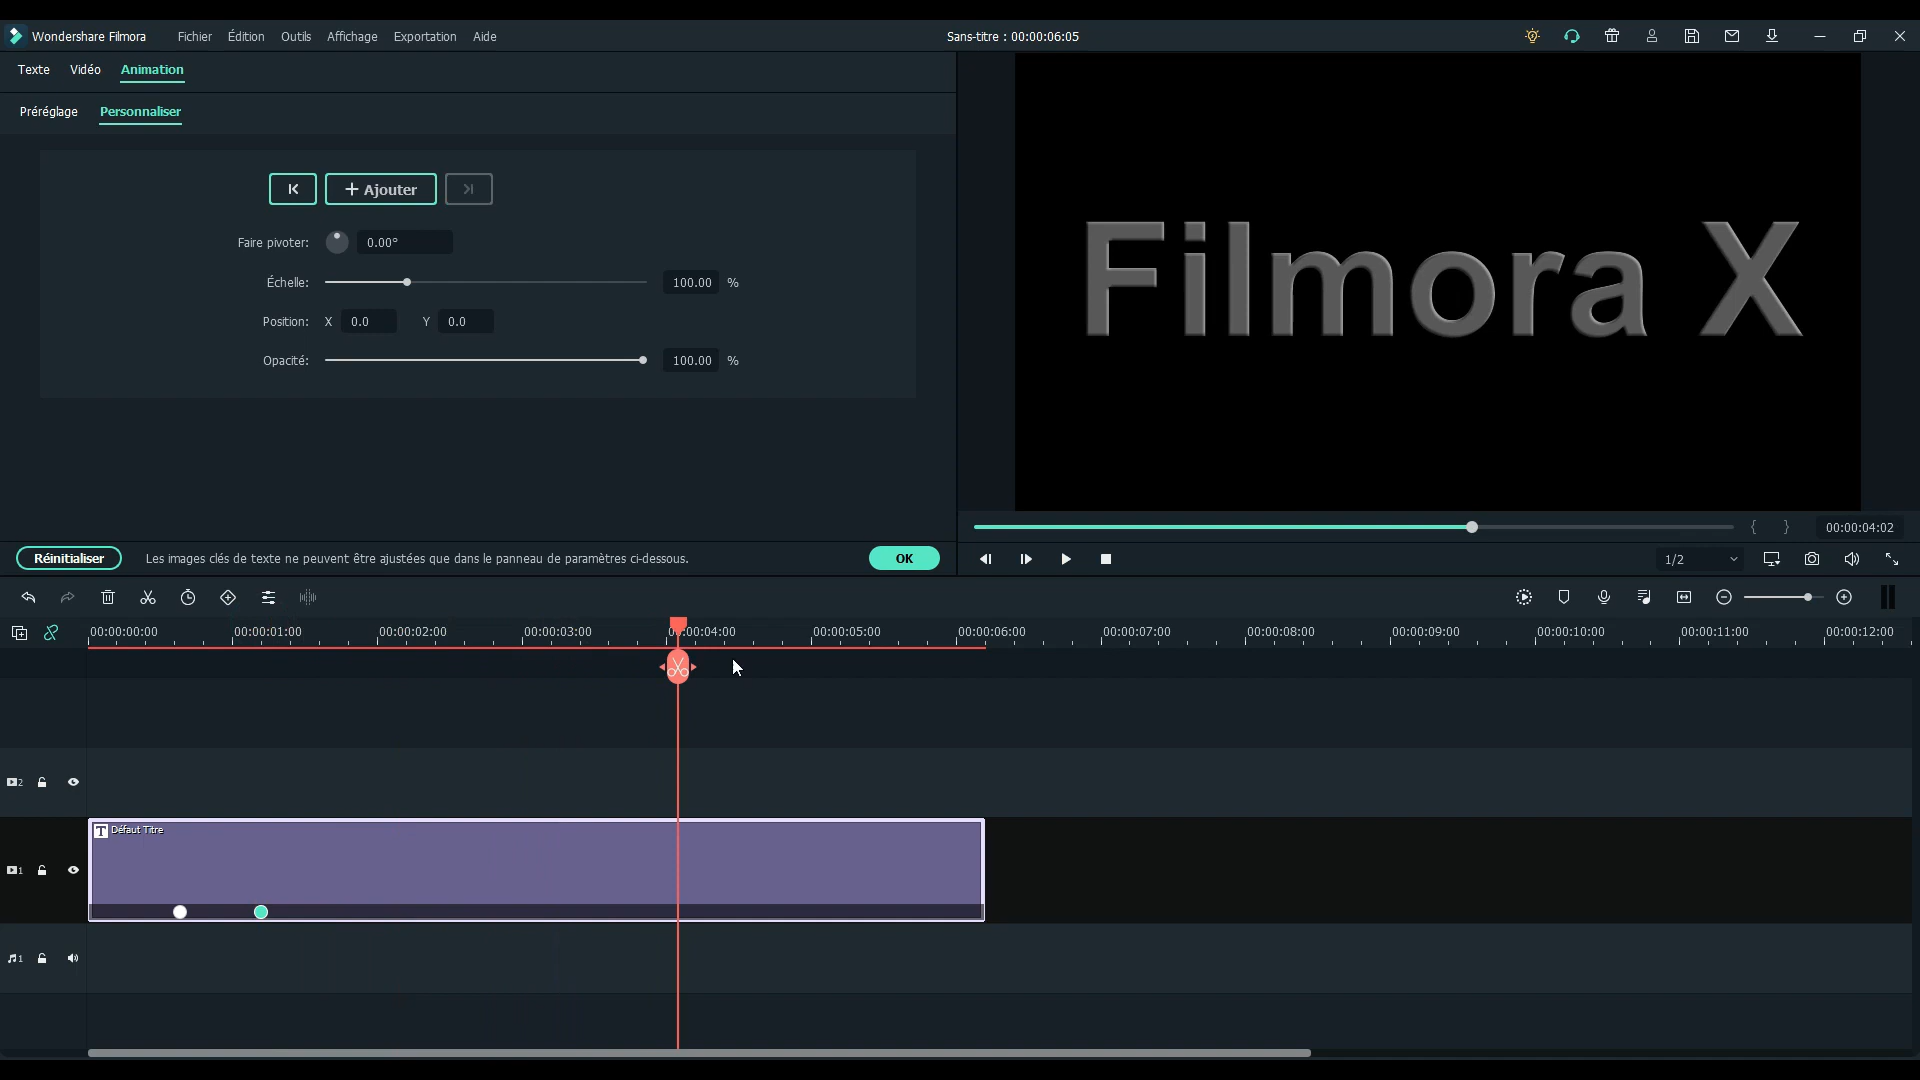 Wondershare Filmora Fichier Édition Outils Affichage Exportation Aide Sans-titre : 00:00:06:05
Texte Vidéo Animation
Préréglage Personnaliser
Ajouter
Faire pivoter: 0.00°
Échelle: 100.00 %
Position: X 0.0 Y 0.0
Opacité: 100.00 %
Filmora X
00:00:04:02
Réinitialiser Les images clés de texte ne peuvent être ajustées que dans le panneau de paramètres ci-dessous. OK
1/2
00:00:00:00 00:00:01:00 00:00:02:00 00:00:03:00 00:00:04:00 00:00:05:00 00:00:06:00 00:00:07:00 00:00:08:00 00:00:09:00 00:00:10:00 00:00:11:00 00:00:12:00
2
T Défaut Titre
1
1